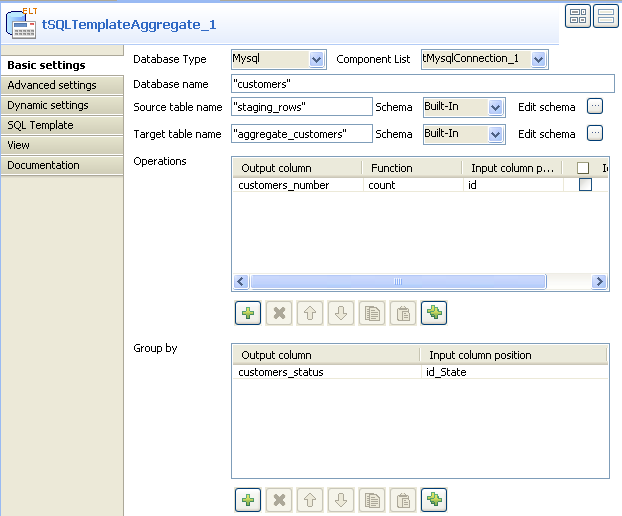 ELT
tSQLTemplateAggregate_1
Basic settings
Advanced settings
Dynamic settings
SQL Template
View
Documentation
Database Type Mysql Component List tMysqlConnection_1
Database name "customers"
Source table name "staging_rows" Schema Built-In Edit schema ...
Target table name "aggregate_customers" Schema Built-In Edit schema ...
Operations
Output column Function Input column p...
customers_number count id
Group by
Output column Input column position
customers_status id_State